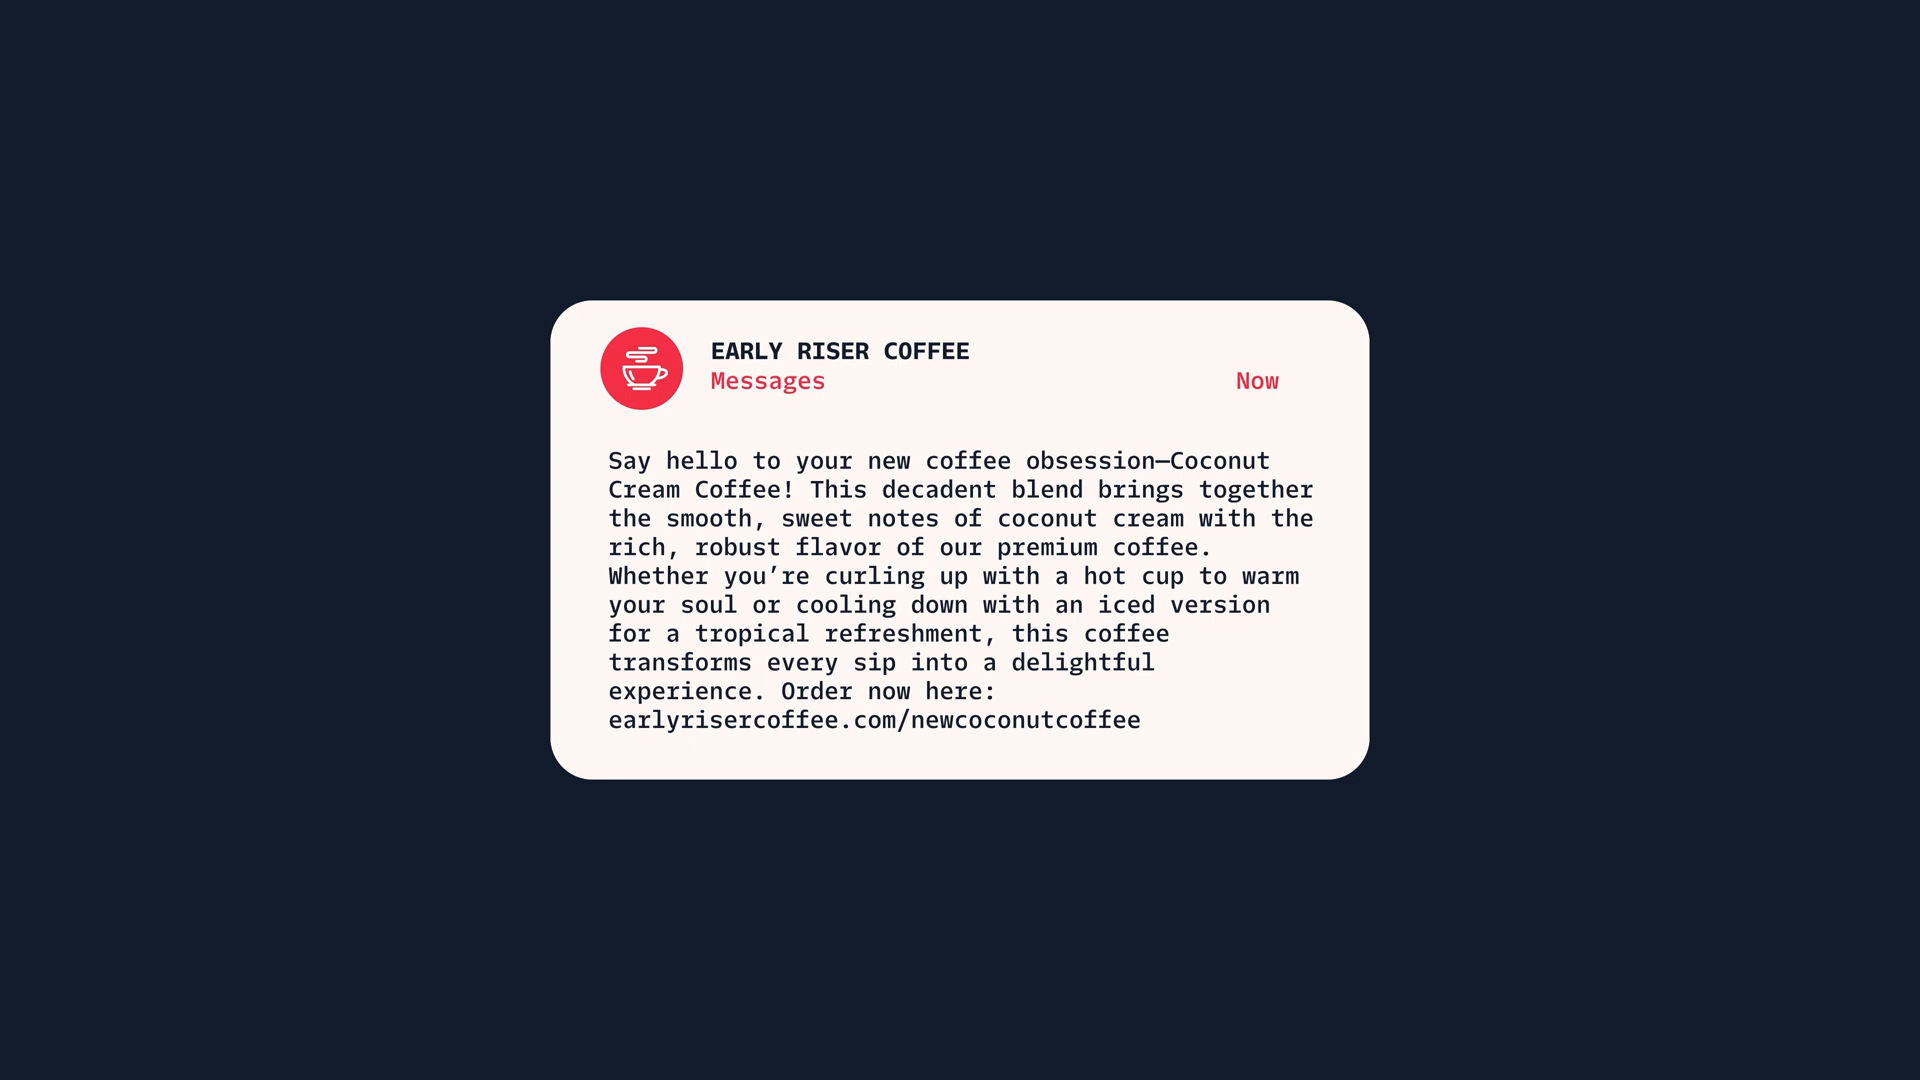 EARLY RISER COFFEE
Messages
Now
Say hello to your new coffee obsession—Coconut
Cream Coffee! This decadent blend brings together
the smooth, sweet notes of coconut cream with the
rich, robust flavor of our premium coffee.
Whether you’re curling up with a hot cup to warm
your soul or cooling down with an iced version
for a tropical refreshment, this coffee
transforms every sip into a delightful
experience. Order now here:
earlyrisercoffee.com/newcoconutcoffee